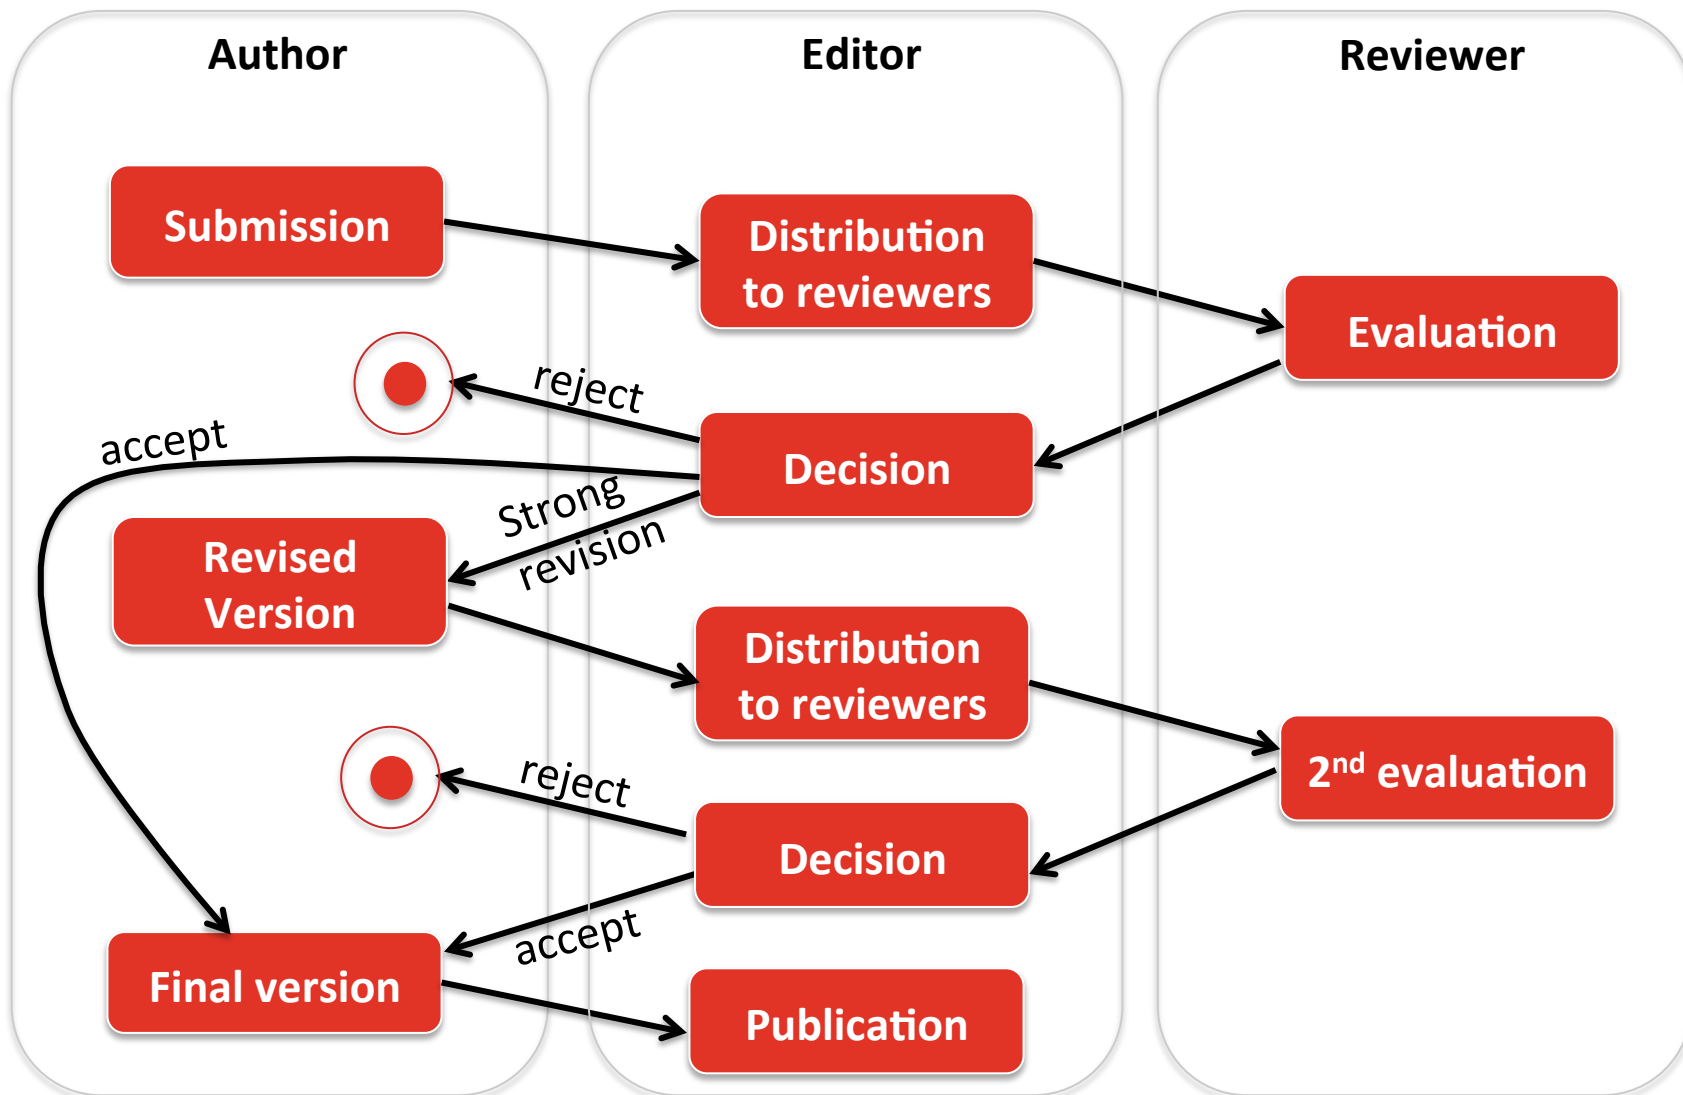 Author
Editor
Reviewer
Submission
Distribution
to reviewers
Evaluation
reject
accept
Decision
Strong
revision
Revised
Version
Distribution
to reviewers
2nd evaluation
reject
Decision
accept
Final version
Publication